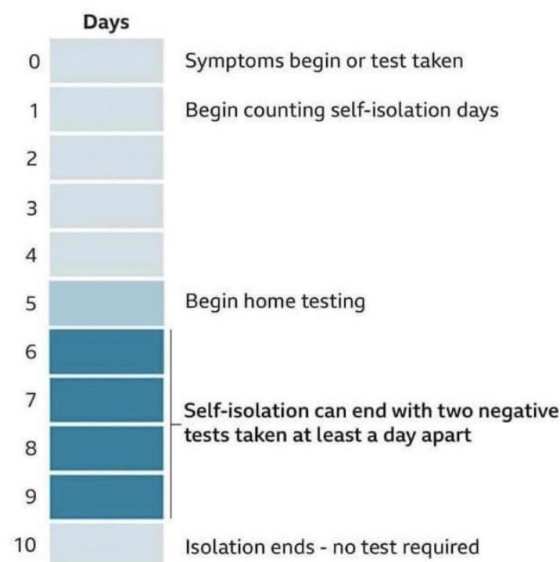 Days
0 Symptoms begin or test taken
1 Begin counting self-isolation days
2
3
4
5 Begin home testing
6
7
Self-isolation can end with two negative
tests taken at least a day apart
8
9
10 Isolation ends - no test required